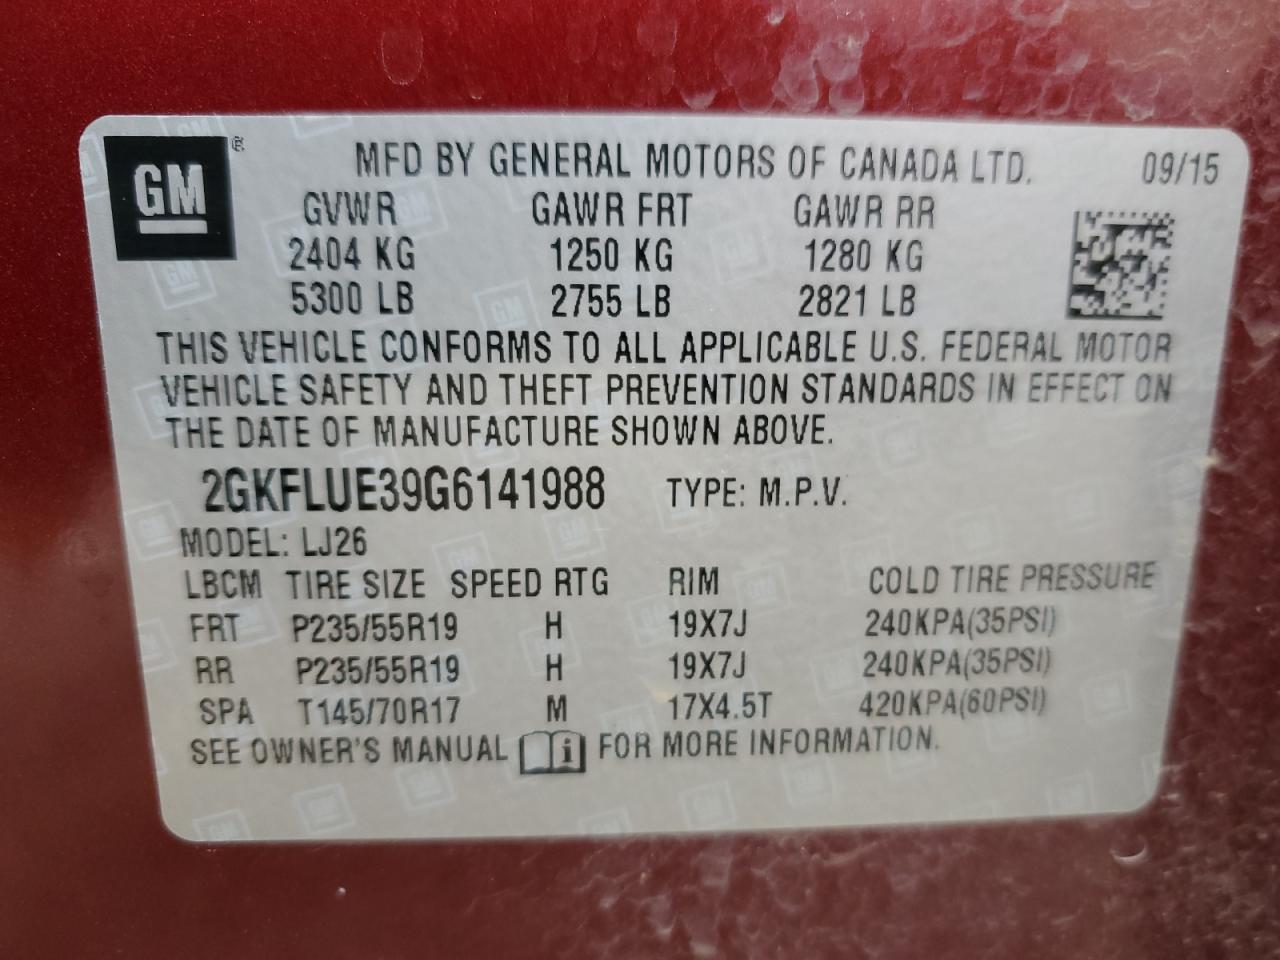 GM ® MFD BY GENERAL MOTORS OF CANADA LTD. 09/15
GVWR GAWR FRT GAWR RR
2404 KG 1250 KG 1280 KG
5300 LB 2755 LB 2821 LB
THIS VEHICLE CONFORMS TO ALL APPLICABLE U.S. FEDERAL MOTOR
VEHICLE SAFETY AND THEFT PREVENTION STANDARDS IN EFFECT ON
THE DATE OF MANUFACTURE SHOWN ABOVE.
2GKFLUE39G6141988 TYPE: M.P.V.
MODEL: LJ26
LBCM TIRE SIZE SPEED RTG RIM COLD TIRE PRESSURE
FRT P235/55R19 H 19X7J 240KPA(35PSI)
RR P235/55R19 H 19X7J 240KPA(35PSI)
SPA T145/70R17 M 17X4.5T 420KPA(60PSI)
SEE OWNER'S MANUAL i FOR MORE INFORMATION.